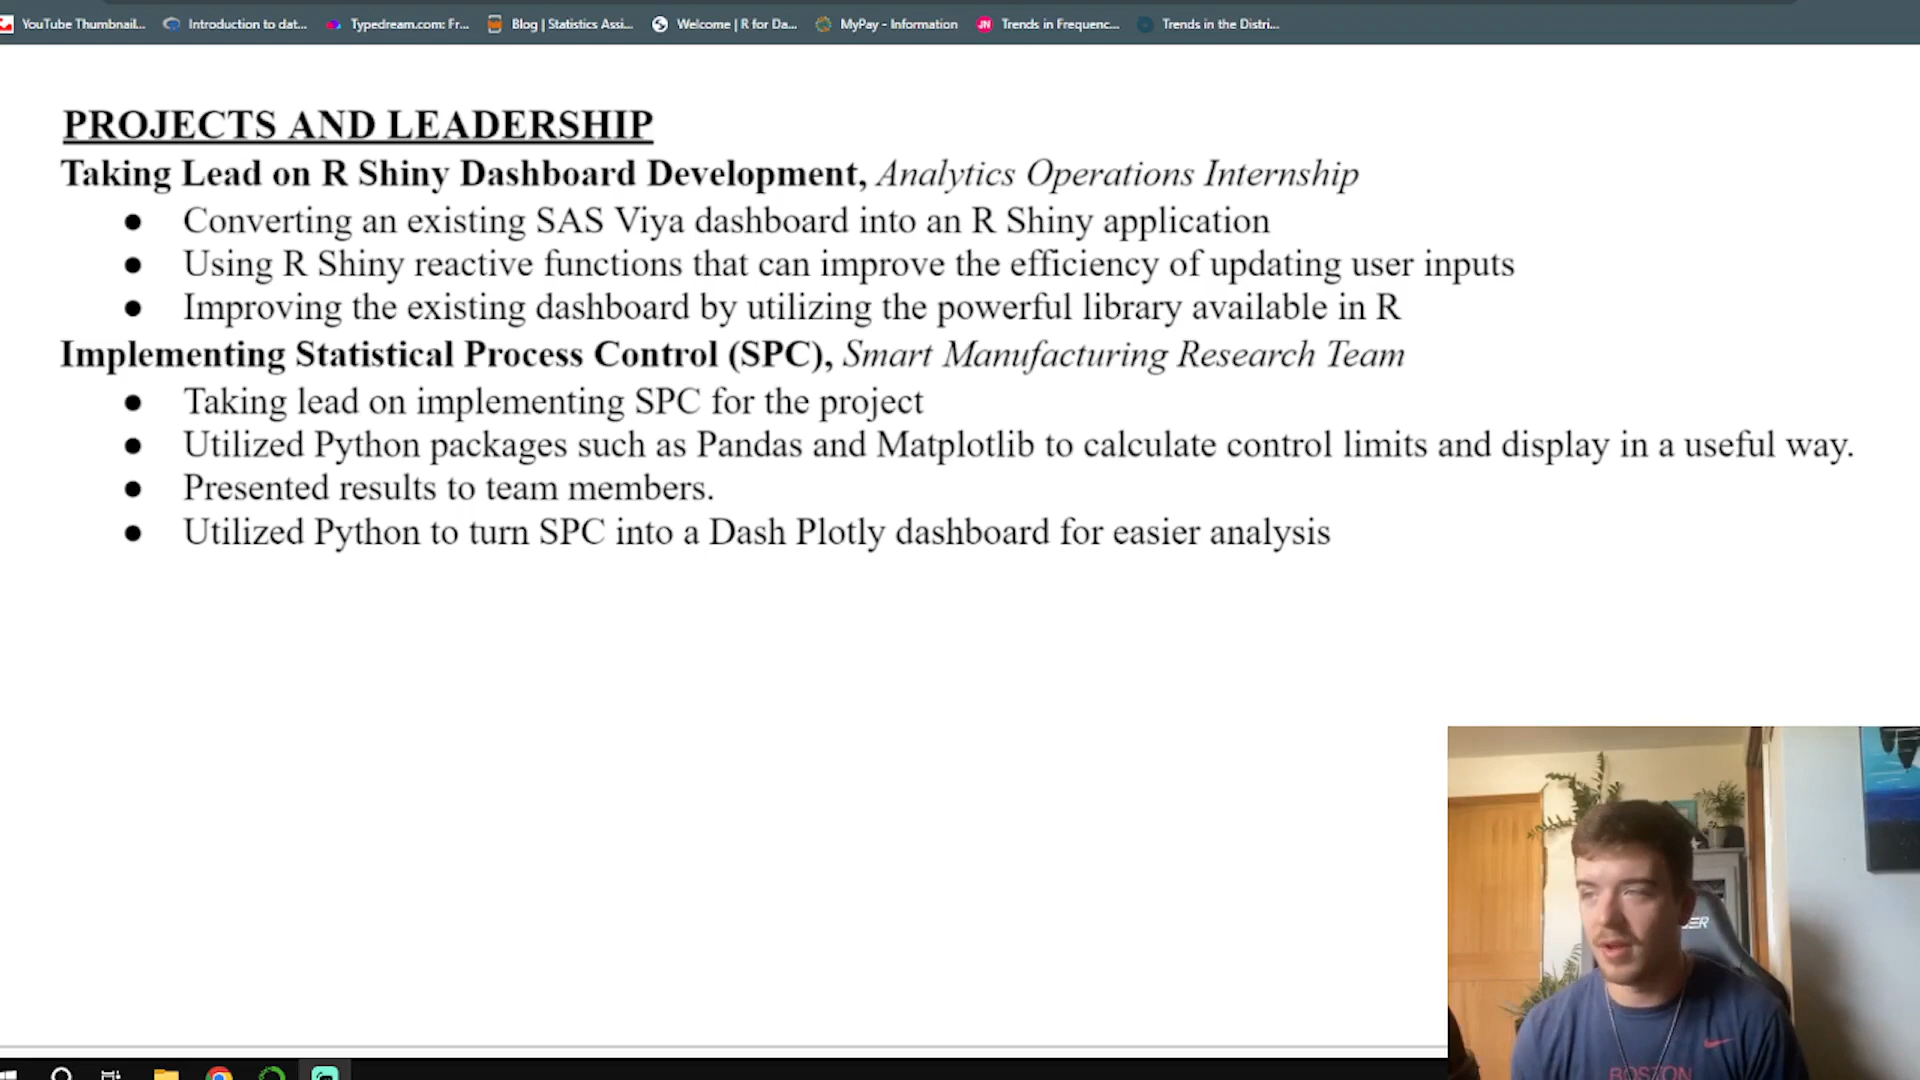 YouTube Thumbnail...
Introduction to dat...
Typedream.com: Fr...
Blog | Statistics Assi...
Welcome | R for Da...
MyPay - Information
JN
Trends in Frequenc...
Trends in the Distri...
PROJECTS AND LEADERSHIP
Taking Lead on R Shiny Dashboard Development, Analytics Operations Internship
● Converting an existing SAS Viya dashboard into an R Shiny application
● Using R Shiny reactive functions that can improve the efficiency of updating user inputs
● Improving the existing dashboard by utilizing the powerful library available in R
Implementing Statistical Process Control (SPC), Smart Manufacturing Research Team
● Taking lead on implementing SPC for the project
● Utilized Python packages such as Pandas and Matplotlib to calculate control limits and display in a useful way.
● Presented results to team members.
● Utilized Python to turn SPC into a Dash Plotly dashboard for easier analysis
BOSTON